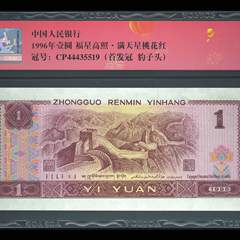 中国人民银行
1996年壹圆 福星高照·满天星桃花红
冠号：CP44435519 （首发冠 豹子头）
ZHONGGUO RENMIN YINHANG
1
1
YI YUAN